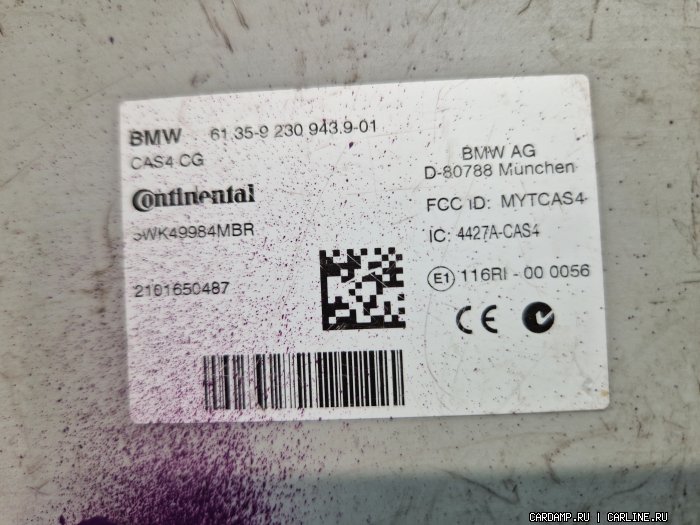 BMW 61.35-9 230 943.9-01
CAS4 CG
BMW AG
D-80788 München
Continental
FCC ID: MYTCAS4
5WK49984MBR
IC: 4427A-CAS4
2101650487
E1 116RI - 00 0056
CE
CARDAMP.RU | CARLINE.RU